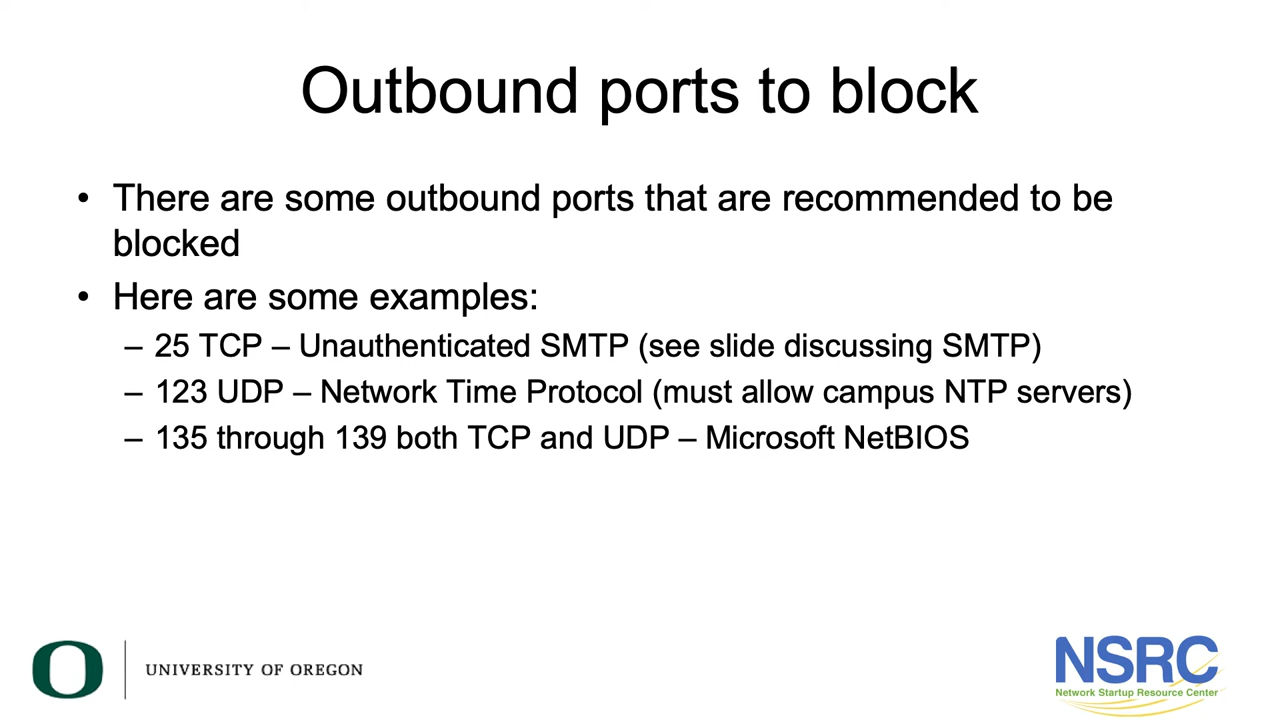 Outbound ports to block
• There are some outbound ports that are recommended to be
blocked
• Here are some examples:
– 25 TCP – Unauthenticated SMTP (see slide discussing SMTP)
– 123 UDP – Network Time Protocol (must allow campus NTP servers)
– 135 through 139 both TCP and UDP – Microsoft NetBIOS
O UNIVERSITY OF OREGON
NSRC
Network Startup Resource Center